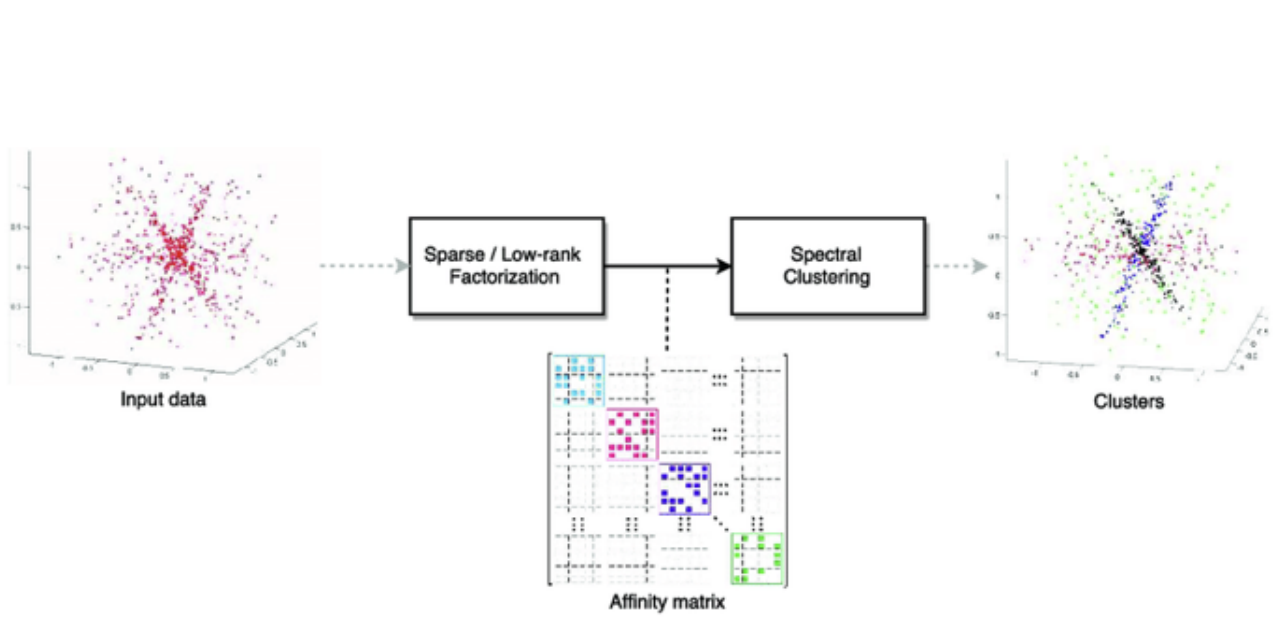 Sparse / Low-rank
Factorization
Spectral
Clustering
Input data
Clusters
Affinity matrix